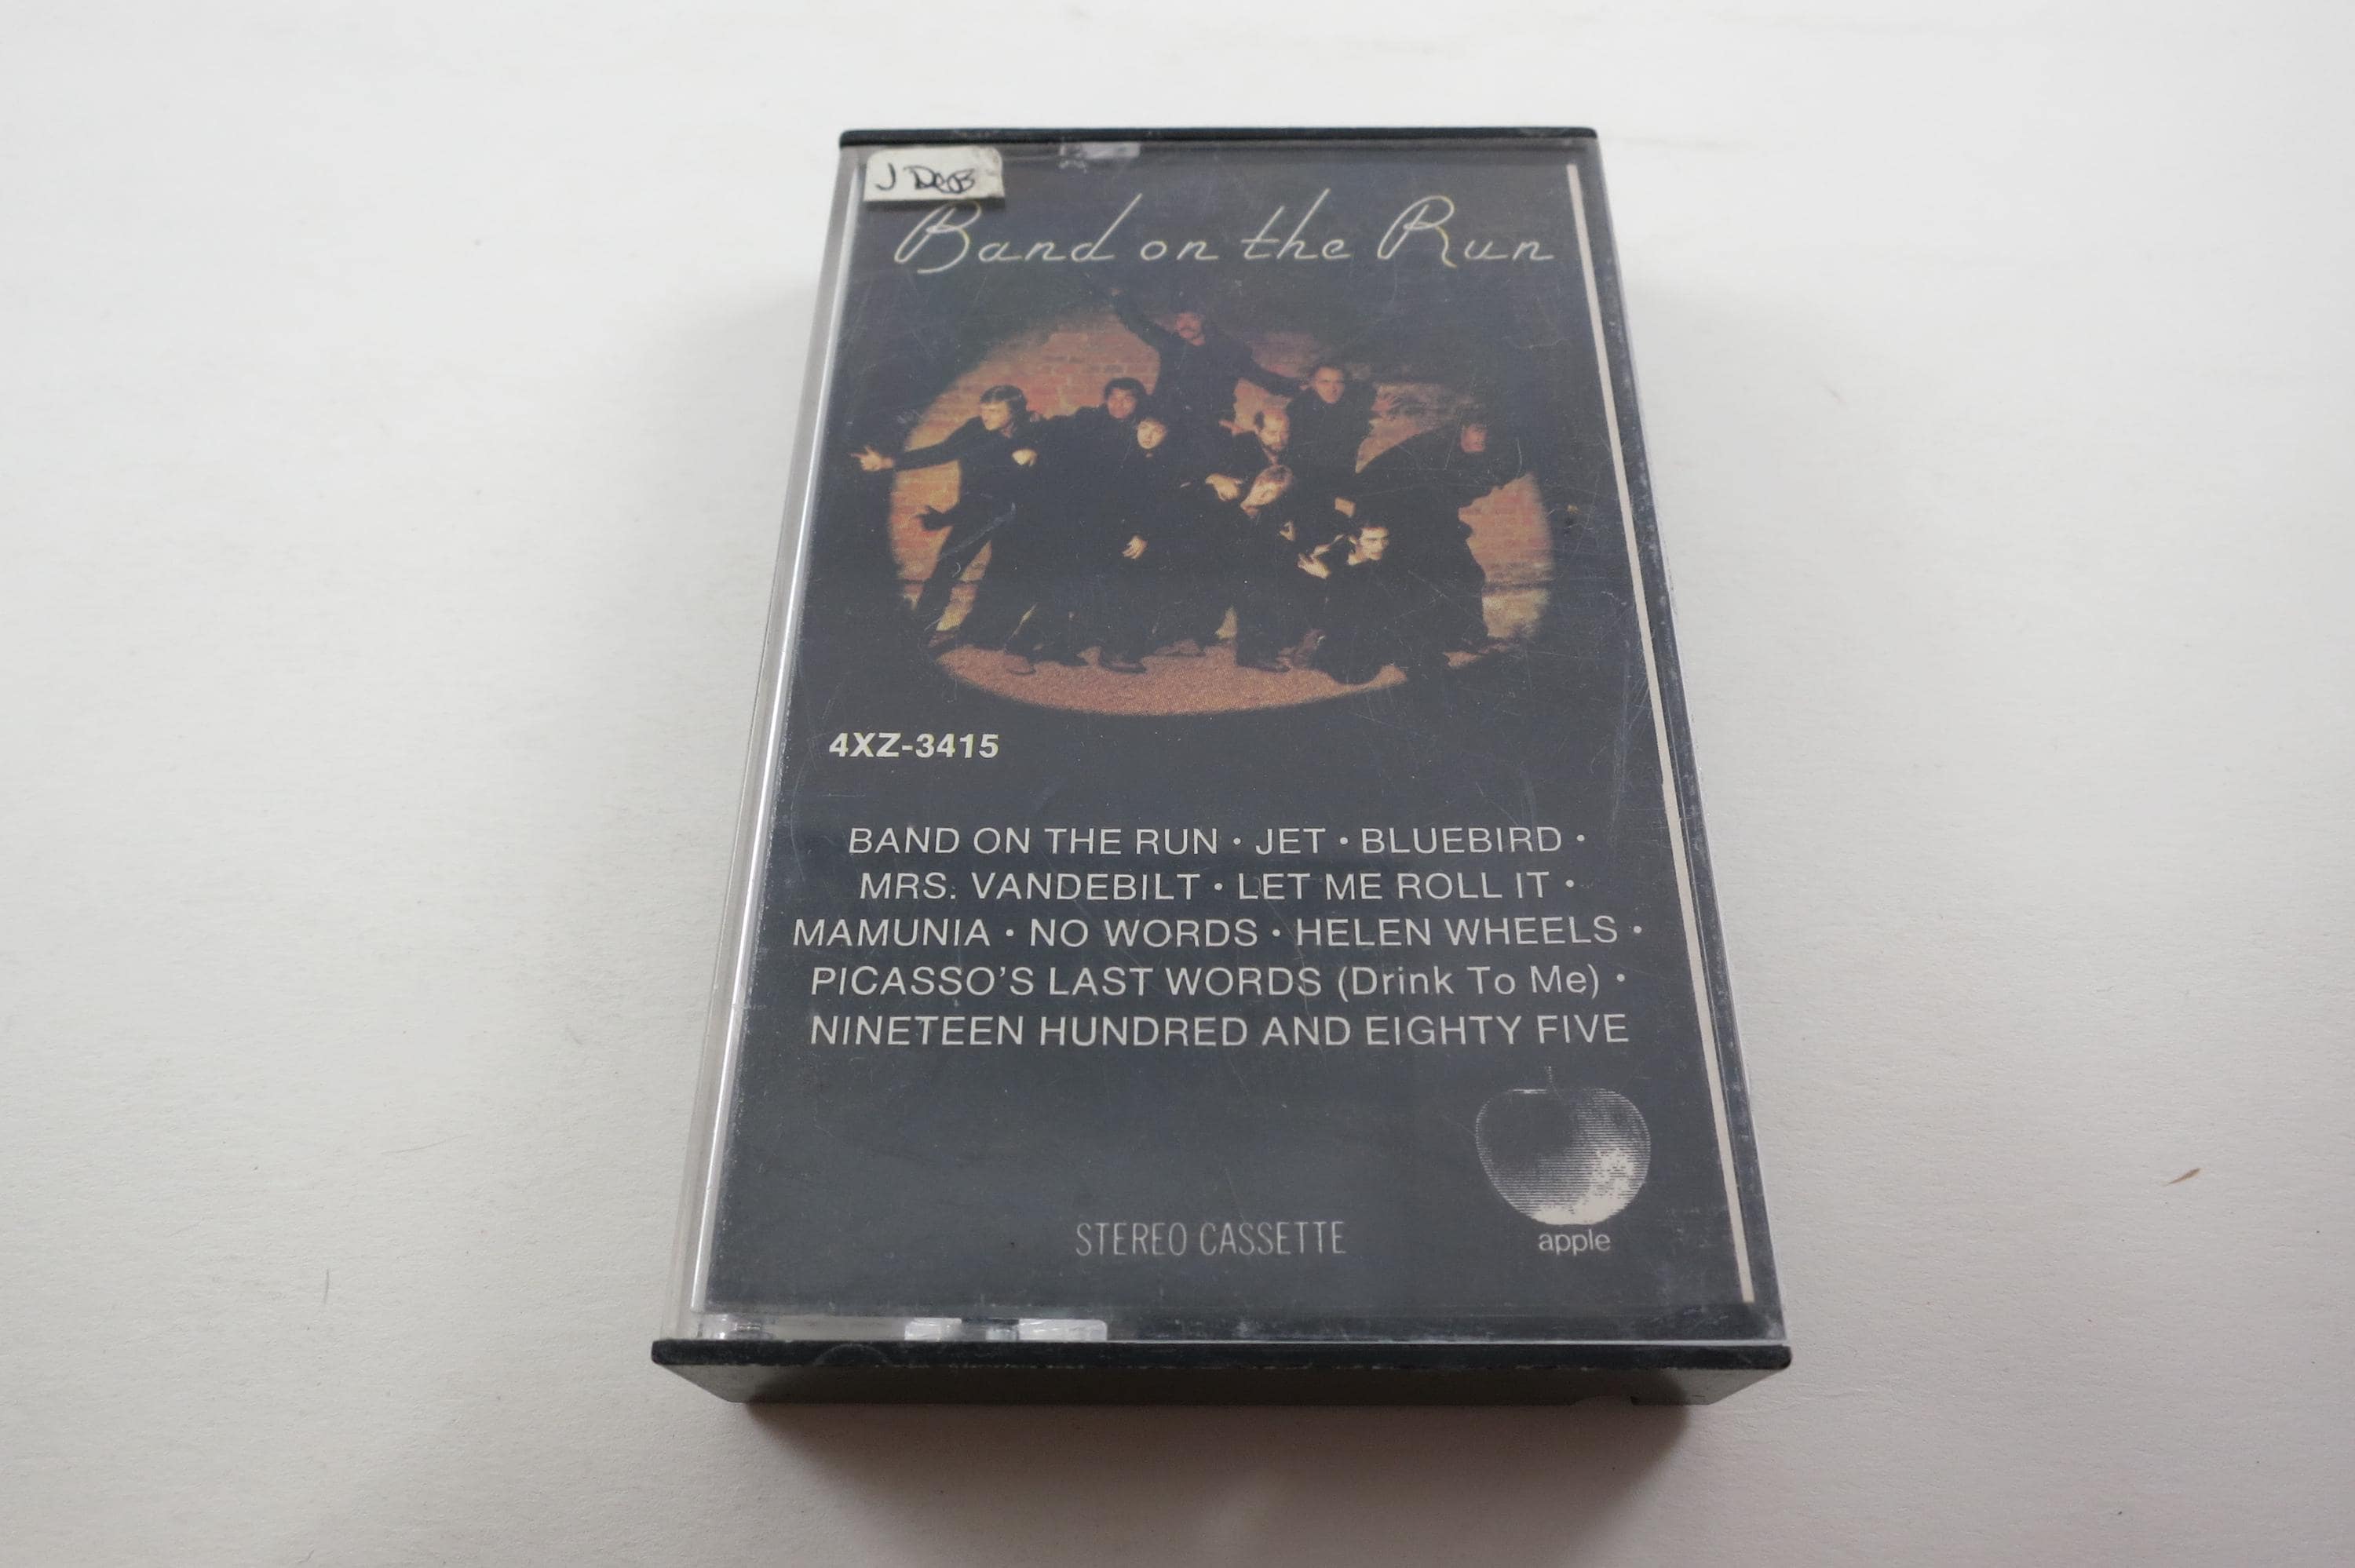 J DeB
Band on the Run
4XZ-3415
BAND ON THE RUN • JET • BLUEBIRD •
MRS. VANDEBILT • LET ME ROLL IT •
MAMUNIA • NO WORDS • HELEN WHEELS •
PICASSO'S LAST WORDS (Drink To Me) •
NINETEEN HUNDRED AND EIGHTY FIVE
STEREO CASSETTE
apple